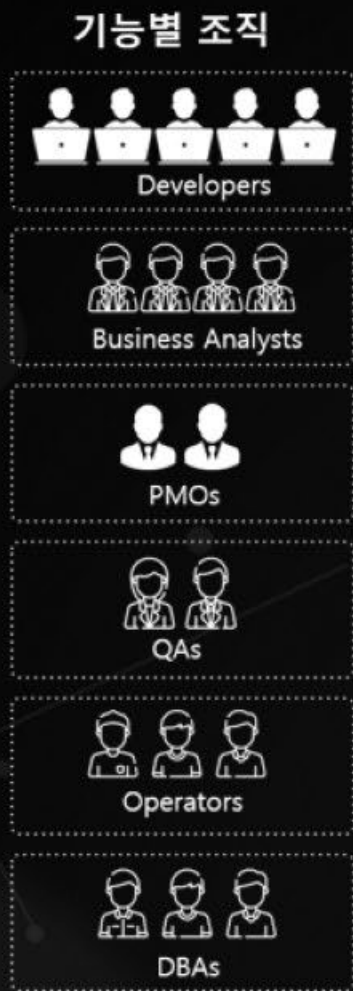 기능별 조직
Developers
Business Analysts
PMOs
QAs
Operators
DBAs